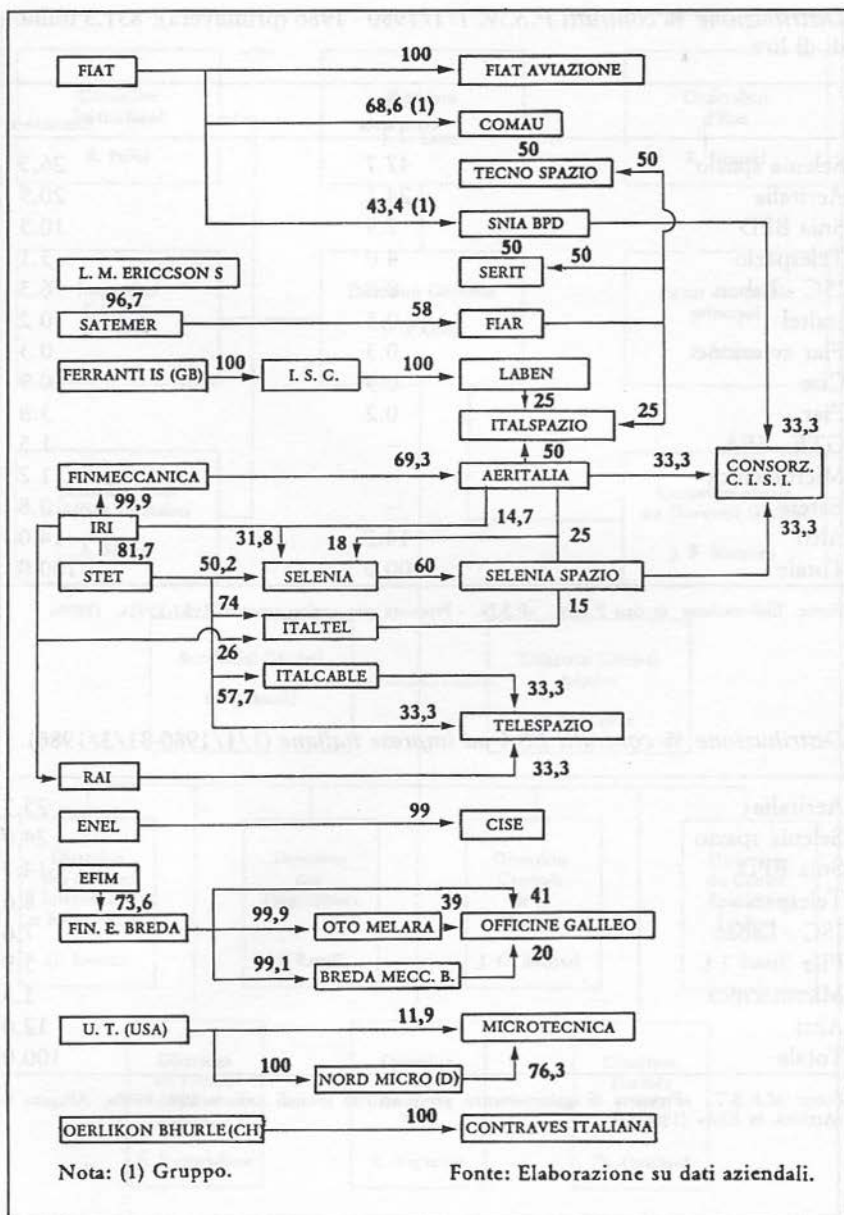 FIAT 100 FIAT AVIAZIONE
68,6 (1) COMAU
50 50
TECNO SPAZIO
43,4 (1) SNIA BPD
50 50
L. M. ERICCSON S SERIT
96,7 58
SATEMER FIAR
FERRANTI IS (GB) 100 I. S. C. 100 LABEN
25 25
ITALSPAZIO 33,3
50
FINMECCANICA 69,3 AERITALIA 33,3 CONSORZ.
C. I. S. I.
99,9 14,7 33,3
IRI 31,8 18 25
81,7
STET 50,2 SELENIA 60 SELENIA SPAZIO
74 15
ITALTEL
26
ITALCABLE
57,7 33,3
33,3 TELESPAZIO
RAI 33,3
ENEL 99 CISE
EFIM
73,6 41
FIN. E. BREDA 99,9 OTO MELARA 39 OFFICINE GALILEO
99,1 BREDA MECC. B. 20
U. T. (USA) 11,9 MICROTECNICA
100 NORD MICRO (D) 76,3
OERLIKON BHURLE (CH 100 CONTRAVES ITALIANA
Nota: (1) Gruppo. Fonte: Elaborazione su dati aziendali.